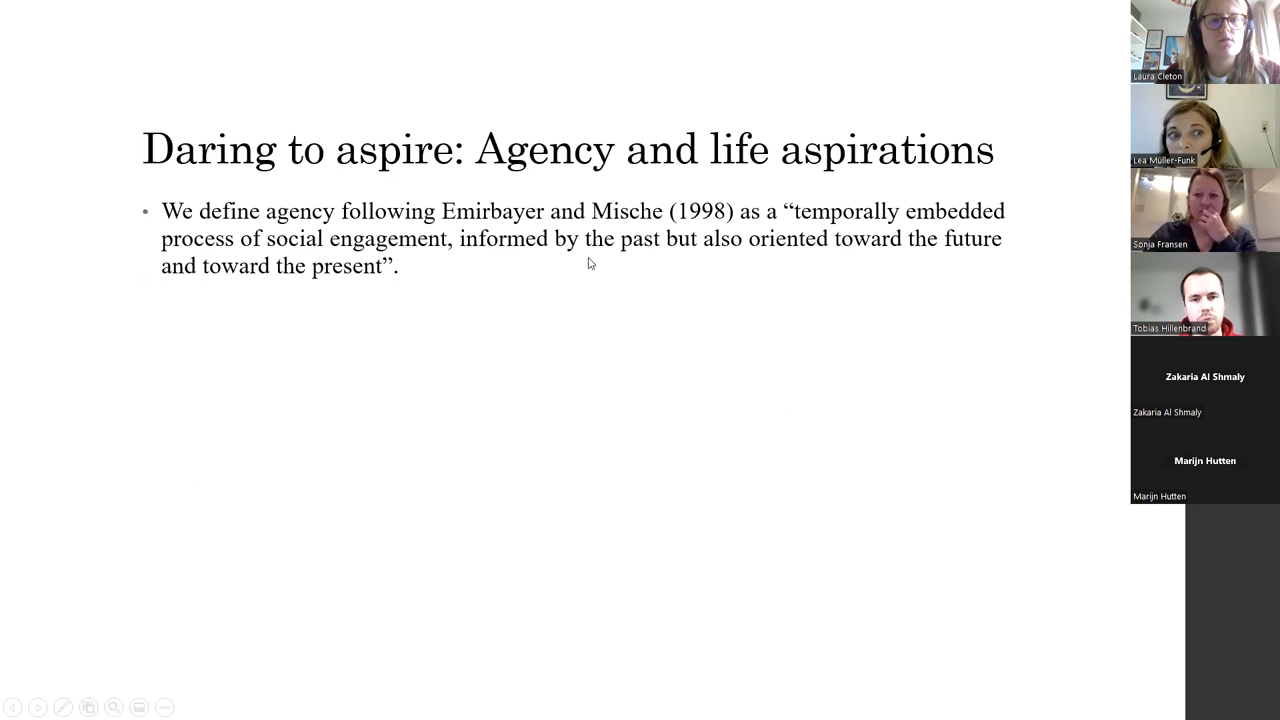 Daring to aspire: Agency and life aspirations
• We define agency following Emirbayer and Mische (1998) as a “temporally embedded
process of social engagement, informed by the past but also oriented toward the future
and toward the present”.
Laura Cleton
Lea Müller-Funk
Sonja Fransen
Tobias Hillenbrand
Zakaria Al Shmaly
Zakaria Al Shmaly
Marijn Hutten
Marijn Hutten